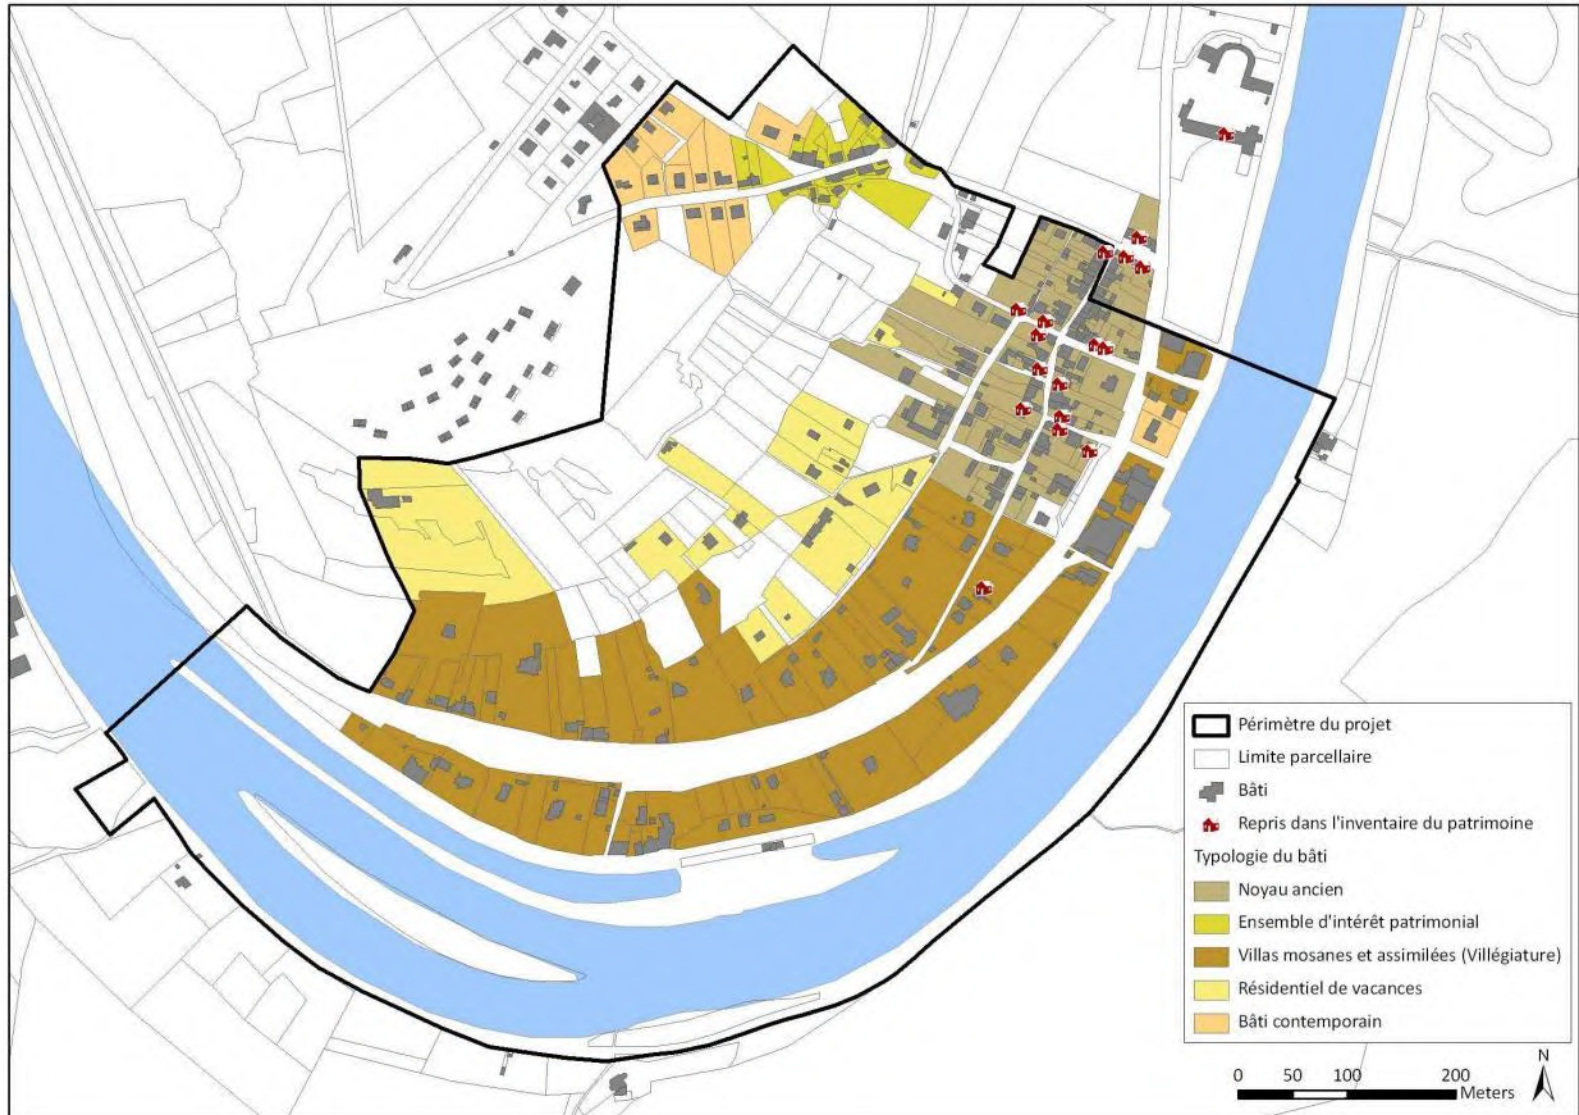 Périmètre du projet
Limite parcellaire
Bâti
Repris dans l'inventaire du patrimoine
Typologie du bâti
Noyau ancien
Ensemble d'intérêt patrimonial
Villas mosanes et assimilées (Villégiature)
Résidentiel de vacances
Bâti contemporain
N
0 50 100 200
Meters